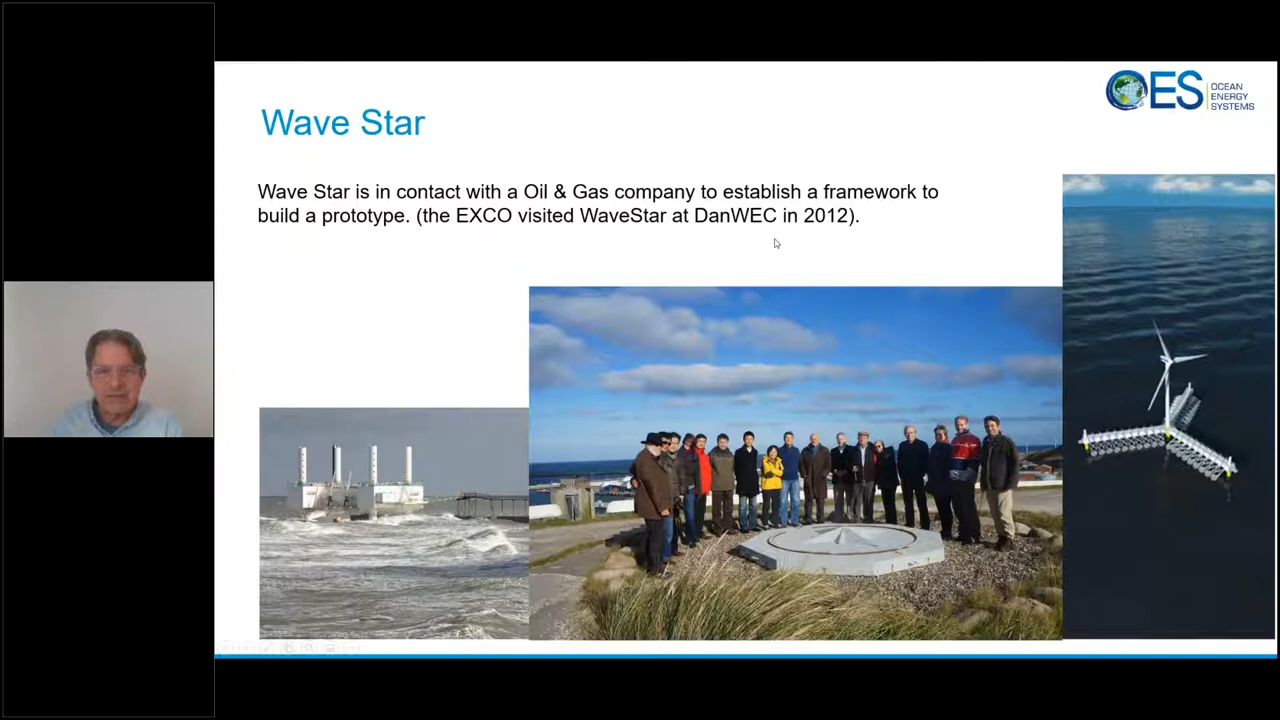 OES
OCEAN
ENERGY
SYSTEMS
Wave Star
Wave Star is in contact with a Oil & Gas company to establish a framework to
build a prototype. (the EXCO visited WaveStar at DanWEC in 2012).